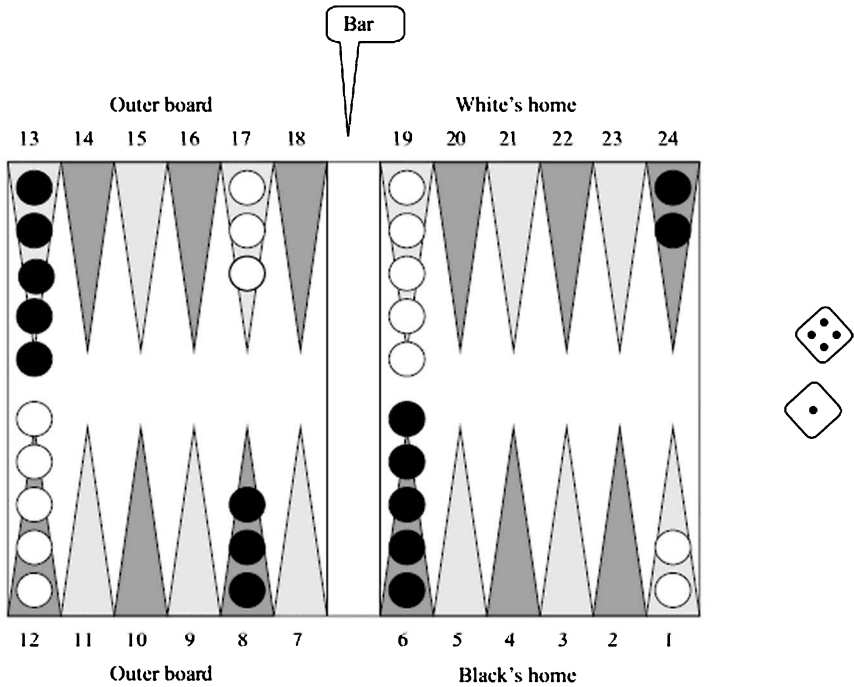 Bar
Outer board White's home
13 14 15 16 17 18 19 20 21 22 23 24
12 11 10 9 8 7 6 5 4 3 2 1
Outer board Black's home